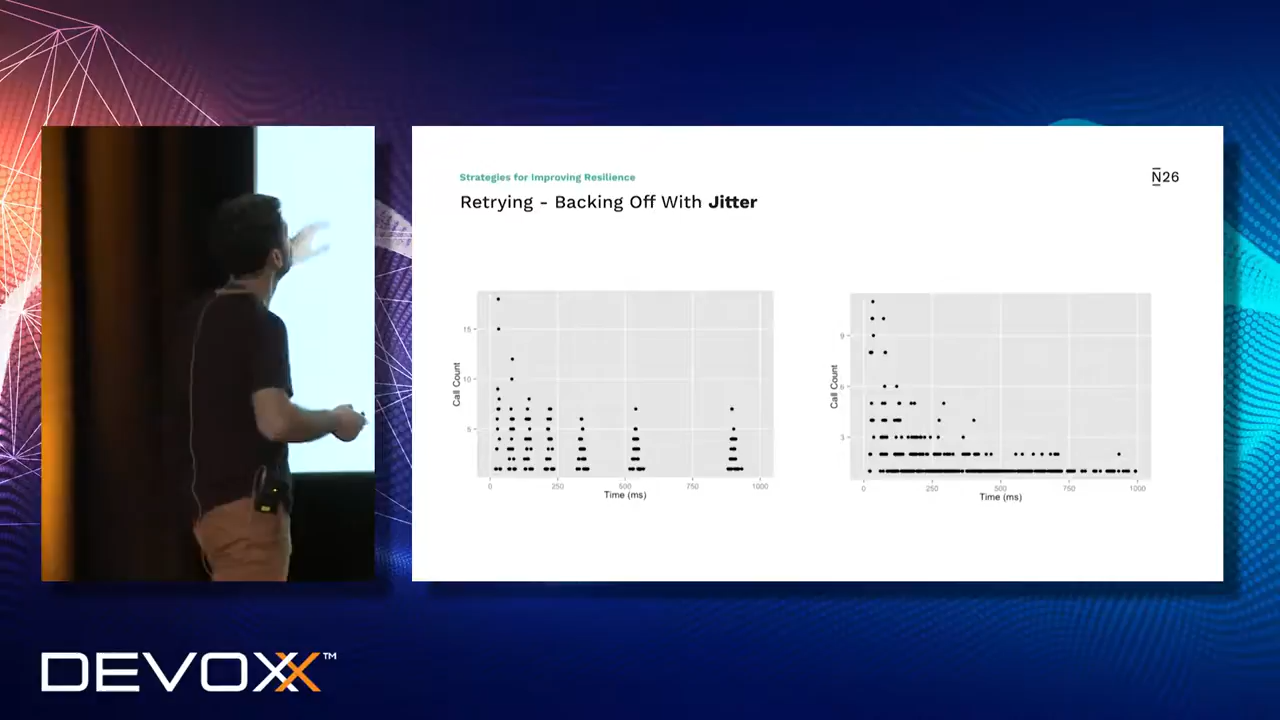 Strategies for Improving Resilience
N26
Retrying - Backing Off With Jitter
15
10
5
Call Count
0
250
500
750
1000
Time (ms)
9
6
3
Call Count
0
250
500
750
1000
Time (ms)
DEVOXX™